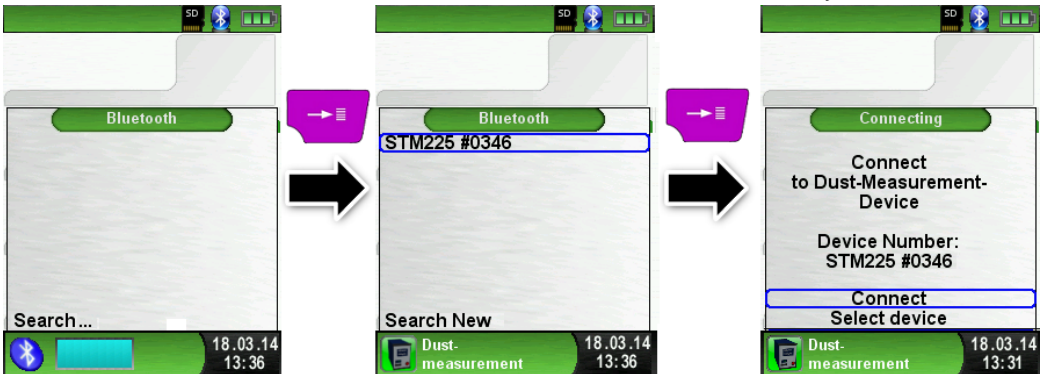 SD
Bluetooth
Search...
18.03.14
13:36
SD
Bluetooth
STM225 #0346
Search New
Dust-
measurement
18.03.14
13:36
SD
Connecting
Connect
to Dust-Measurement-
Device
Device Number:
STM225 #0346
Connect
Select device
Dust-
measurement
18.03.14
13:31